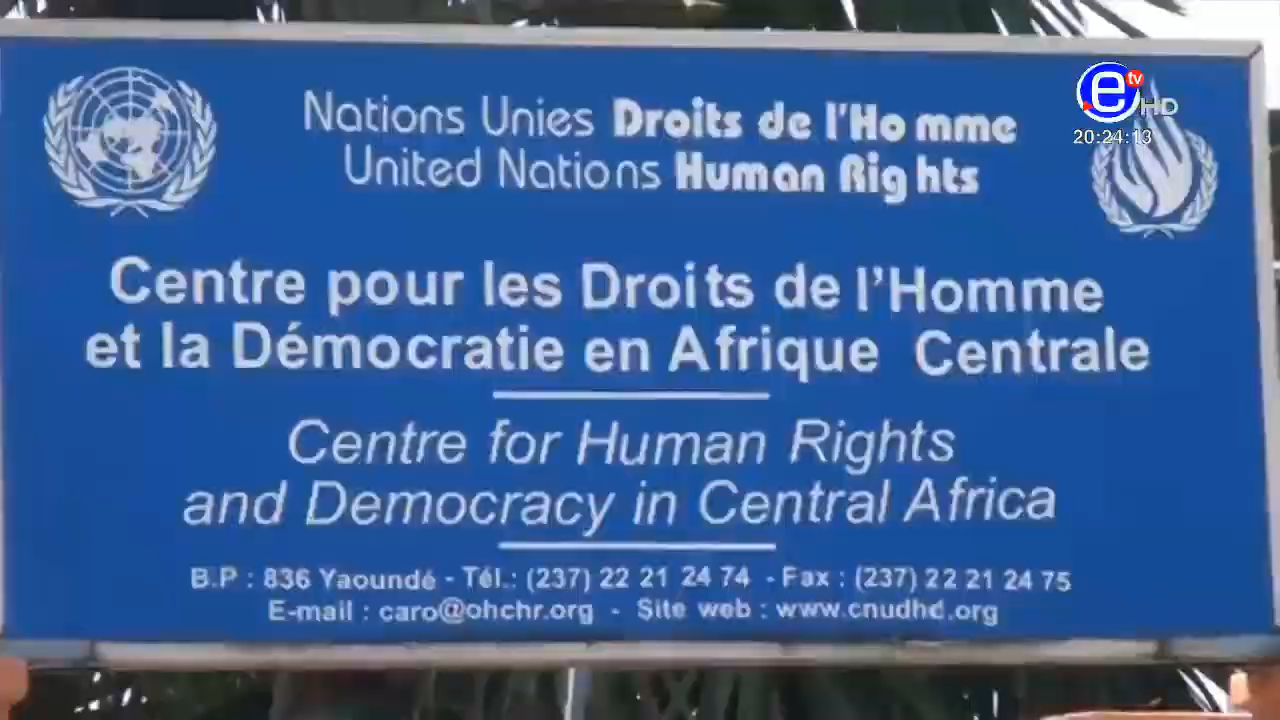 Nations Unies Droits de l'Homme
United Nations Human Rights
Centre pour les Droits de l'Homme
et la Démocratie en Afrique Centrale
Centre for Human Rights
and Democracy in Central Africa
B.P : 836 Yaoundé - Tél.: (237) 22 21 24 74 - Fax : (237) 22 21 24 75
E-mail : caro@ohchr.org - Site web : www.cnudhd.org
e tv HD
20:24:13